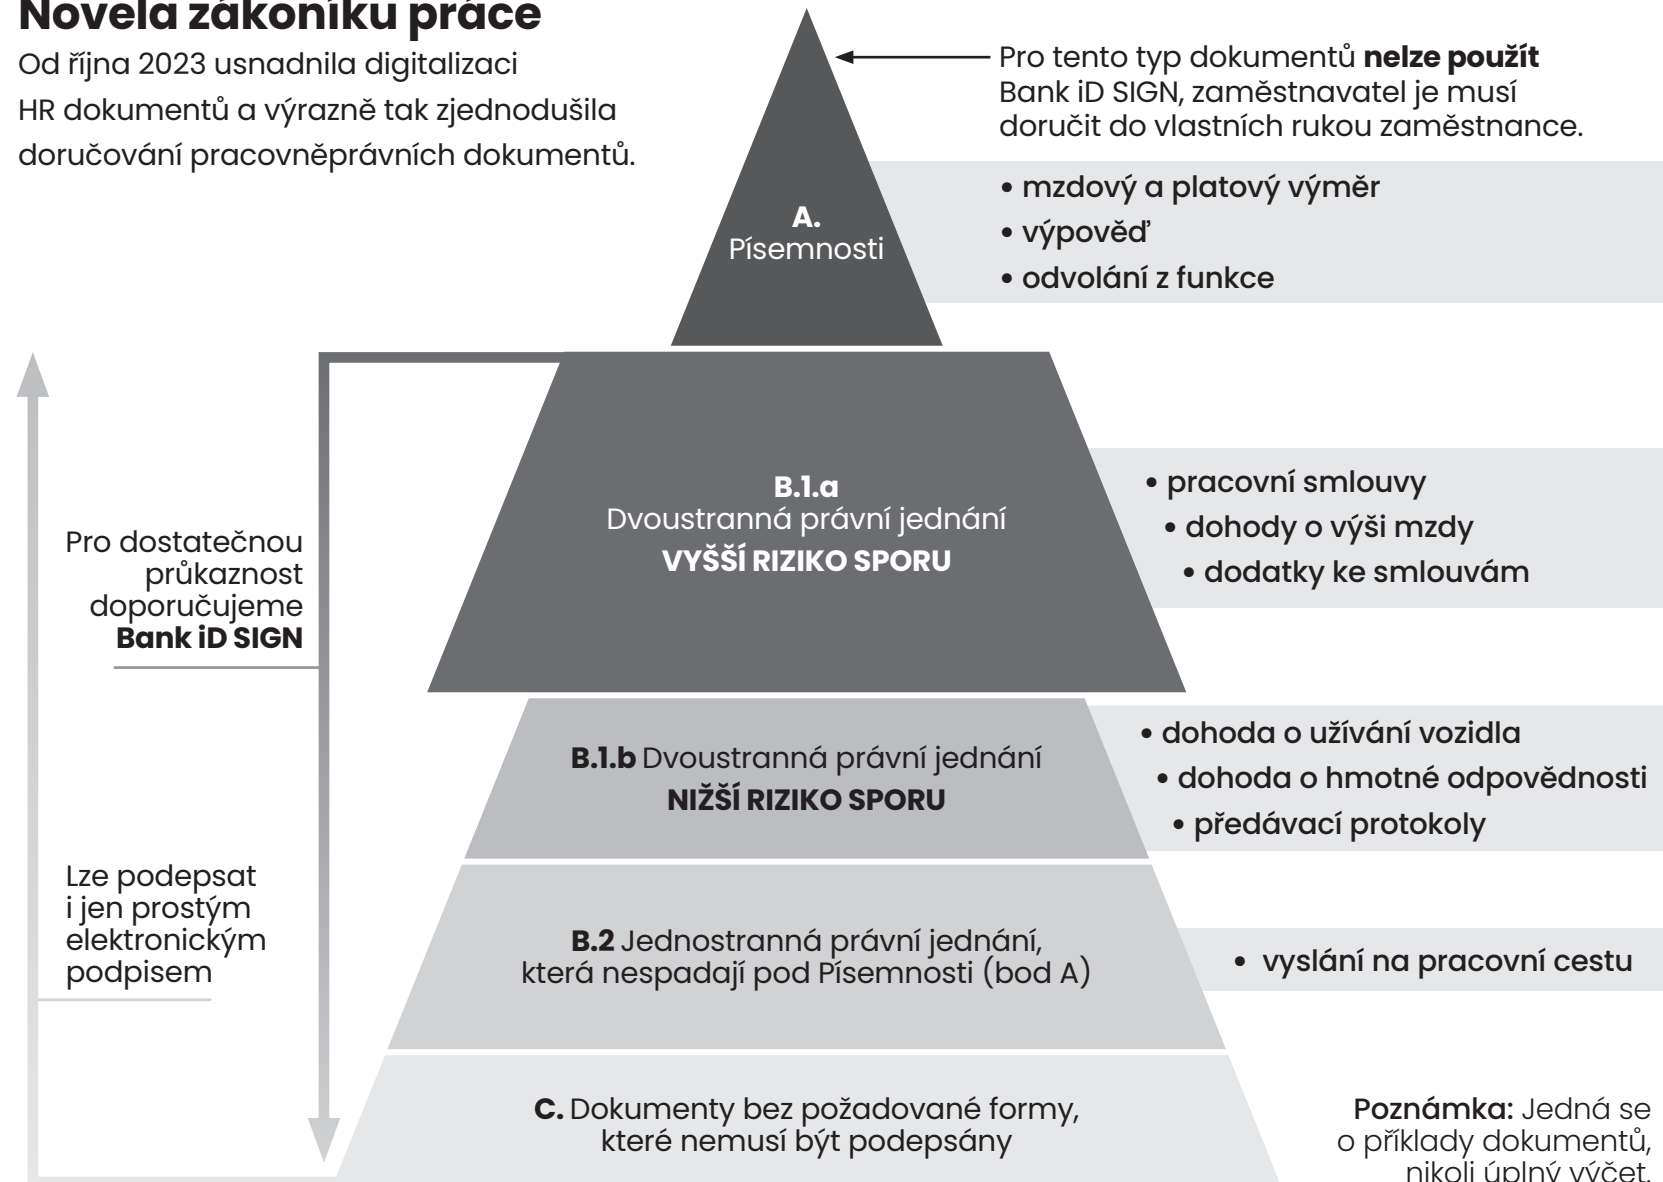 Novela zákoníku práce
Od října 2023 usnadnila digitalizaci
HR dokumentů a výrazně tak zjednodušila
doručování pracovněprávních dokumentů.
Pro tento typ dokumentů nelze použít
Bank iD SIGN, zaměstnavatel je musí
doručit do vlastních rukou zaměstnance.
A.
Písemnosti
• mzdový a platový výměr
• výpověď
• odvolání z funkce
B.1.a
Dvoustranná právní jednání
VYŠŠÍ RIZIKO SPORU
• pracovní smlouvy
• dohody o výši mzdy
• dodatky ke smlouvám
Pro dostatečnou
průkaznost
doporučujeme
Bank iD SIGN
B.1.b Dvoustranná právní jednání
NIŽŠÍ RIZIKO SPORU
• dohoda o užívání vozidla
• dohoda o hmotné odpovědnosti
• předávací protokoly
Lze podepsat
i jen prostým
elektronickým
podpisem
B.2 Jednostranná právní jednání,
která nespadají pod Písemnosti (bod A)
• vyslání na pracovní cestu
C. Dokumenty bez požadované formy,
které nemusí být podepsány
Poznámka: Jedná se
o příklady dokumentů,
nikoli úplný výčet.